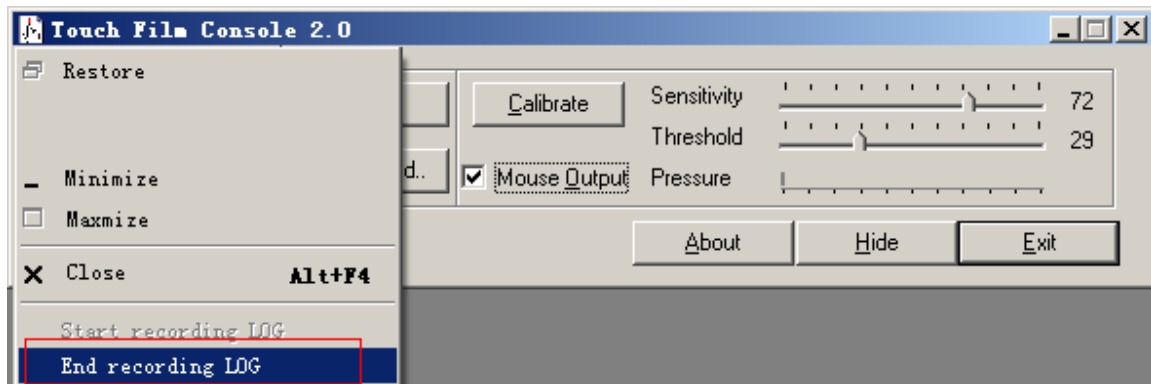 Touch Film Console 2.0
Restore
Minimize
Maxmize
Close Alt+F4
Start recording LOG
End recording LOG
d..
Calibrate
Mouse Output
Sensitivity 72
Threshold 29
Pressure
About Hide Exit